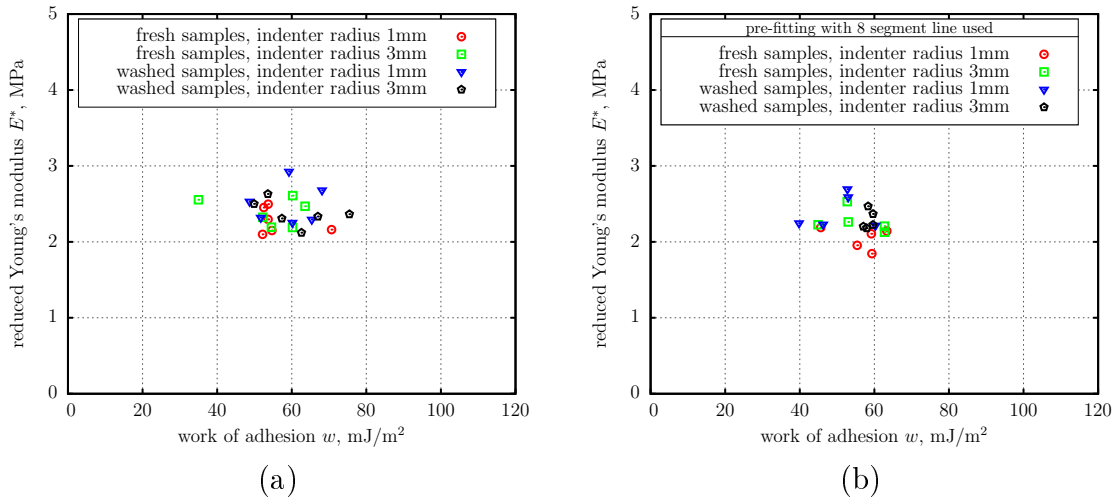 5
4
3
2
1
0
reduced Young's modulus E*, MPa
fresh samples, indenter radius 1mm
fresh samples, indenter radius 3mm
washed samples, indenter radius 1mm
washed samples, indenter radius 3mm
0 20 40 60 80 100 120
work of adhesion w, mJ/m²
(a)
5
4
3
2
1
0
reduced Young's modulus E*, MPa
pre-fitting with 8 segment line used
fresh samples, indenter radius 1mm
fresh samples, indenter radius 3mm
washed samples, indenter radius 1mm
washed samples, indenter radius 3mm
0 20 40 60 80 100 120
work of adhesion w, mJ/m²
(b)